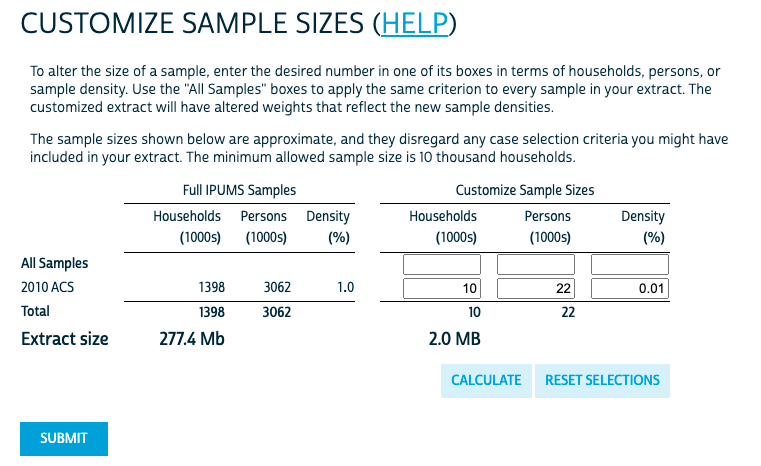 CUSTOMIZE SAMPLE SIZES (HELP)
To alter the size of a sample, enter the desired number in one of its boxes in terms of households, persons, or
sample density. Use the "All Samples" boxes to apply the same criterion to every sample in your extract. The
customized extract will have altered weights that reflect the new sample densities.
The sample sizes shown below are approximate, and they disregard any case selection criteria you might have
included in your extract. The minimum allowed sample size is 10 thousand households.
Full IPUMS Samples Customize Sample Sizes
Households Persons Density Households Persons Density
(1000s) (1000s) (%) (1000s) (1000s) (%)
All Samples
2010 ACS 1398 3062 1.0 10 22 0.01
Total 1398 3062 10 22
Extract size 277.4 Mb 2.0 MB
CALCULATE RESET SELECTIONS
SUBMIT